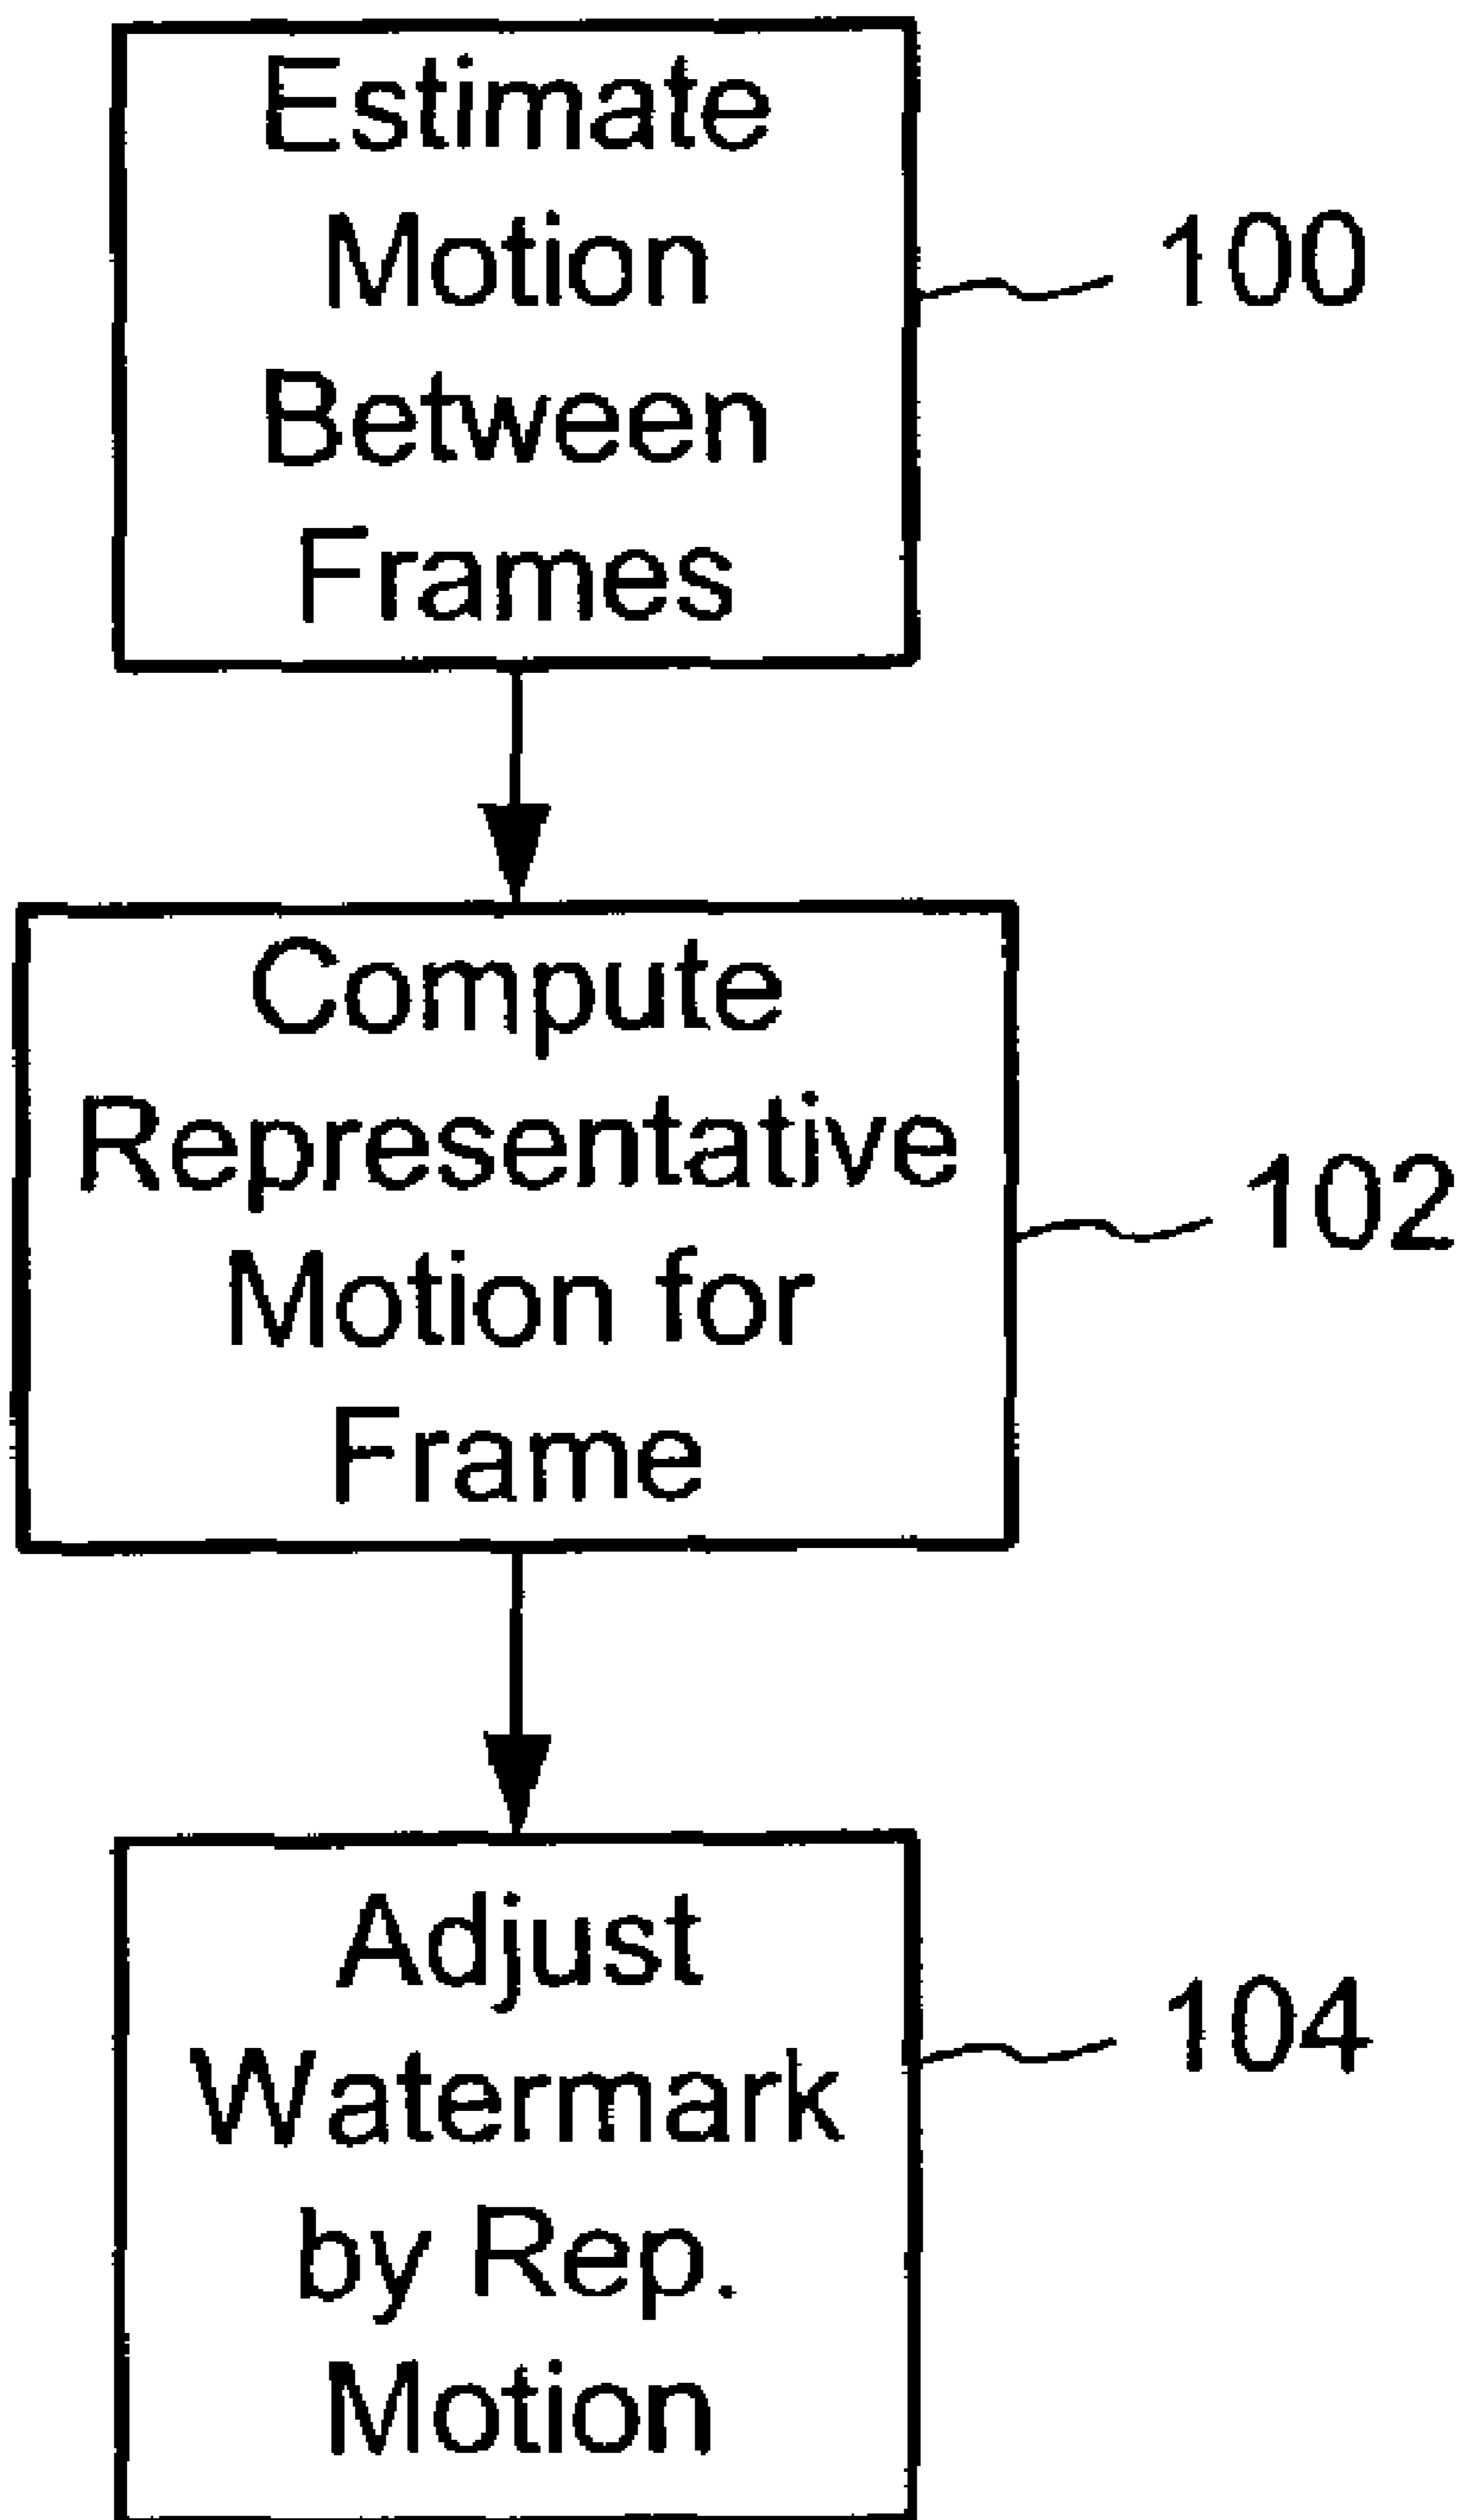 Estimate
Motion
Between
Frames
100
Compute
Representative
Motion for
Frame
102
Adjust
Watermark
by Rep.
Motion
104